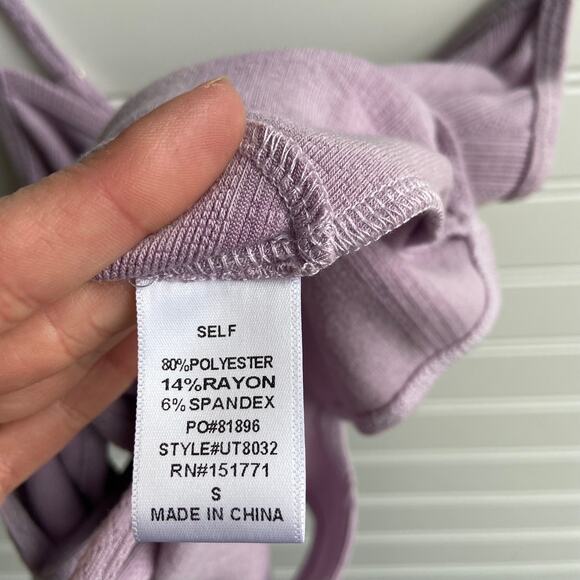 SELF
80%POLYESTER
14%RAYON
6%SPANDEX
PO#81896
STYLE#UT8032
RN#151771
S
MADE IN CHINA